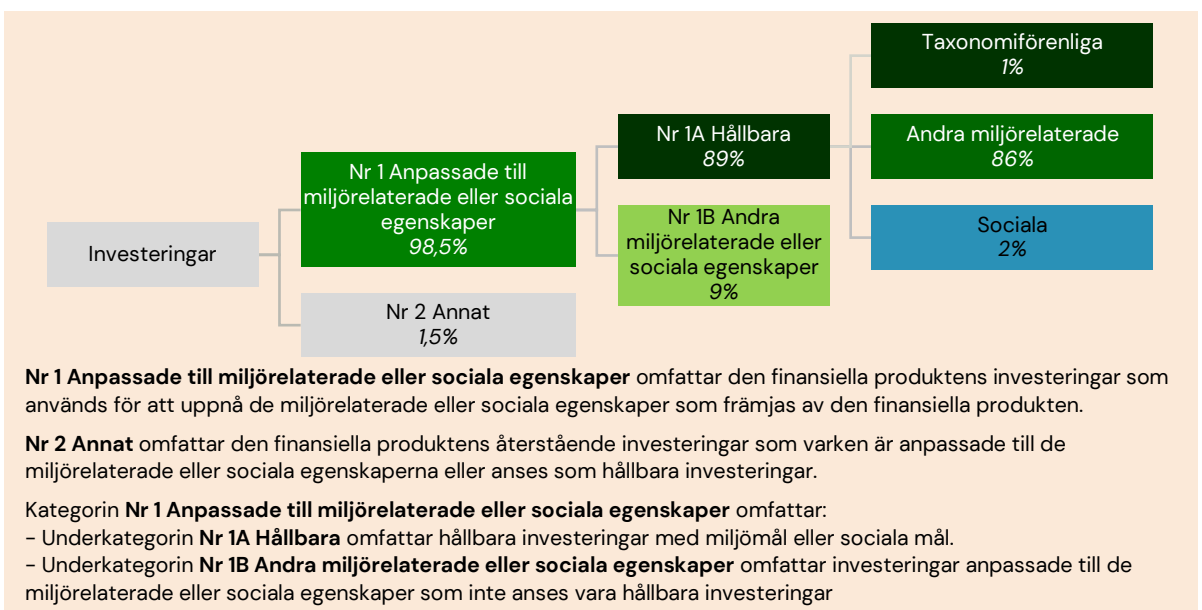 Taxonomiförenliga
1%
Nr 1A Hållbara
89%
Andra miljörelaterade
86%
Nr 1 Anpassade till
miljörelaterade eller sociala
egenskaper
98,5%
Nr 1B Andra
miljörelaterade eller
sociala egenskaper
9%
Sociala
2%
Investeringar
Nr 2 Annat
1,5%
Nr 1 Anpassade till miljörelaterade eller sociala egenskaper omfattar den finansiella produktens investeringar som
används för att uppnå de miljörelaterade eller sociala egenskaper som främjas av den finansiella produkten.
Nr 2 Annat omfattar den finansiella produktens återstående investeringar som varken är anpassade till de
miljörelaterade eller sociala egenskaperna eller anses som hållbara investeringar.
Kategorin Nr 1 Anpassade till miljörelaterade eller sociala egenskaper omfattar:
- Underkategorin Nr 1A Hållbara omfattar hållbara investeringar med miljömål eller sociala mål.
- Underkategorin Nr 1B Andra miljörelaterade eller sociala egenskaper omfattar investeringar anpassade till de
miljörelaterade eller sociala egenskaper som inte anses vara hållbara investeringar